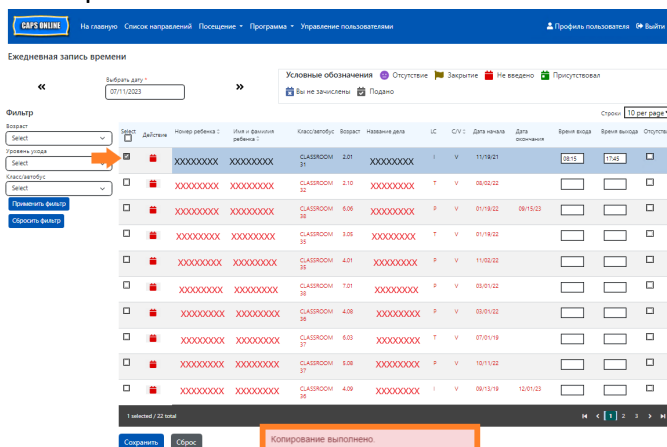 CAPS ONLINE На главную Список направлений Посещение Программа Управление пользователями Профиль пользователя Выйти
Ежедневная запись времени
Выбрать дату *
« 07/11/2023 »
Условные обозначения Отсутствие Закрытие Не введено Присутствовал
Вы не зачислены Подано
Фильтр
Строки 10 per page
Возраст
Select
Уровень ухода
Select
Класс/автобус
Select
Применить фильтр
Сбросить фильтр
Select Действие Номер ребенка Имя и фамилия ребенка Класс/автобус Возраст Название дела LC C/V Дата начала Дата окончания Время входа Время выхода Отсутств
XXXXXXXX XXXXXXXX CLASSROOM 31 2.01 XXXXXXXX I V 11/19/21 08:15 17:45
XXXXXXXX XXXXXXXX CLASSROOM 32 2.10 XXXXXXXX T V 08/02/22
XXXXXXXX XXXXXXXX CLASSROOM 38 6.06 XXXXXXXX P V 01/19/22 09/15/23
XXXXXXXX XXXXXXXX CLASSROOM 35 3.05 XXXXXXXX T V 01/19/22
XXXXXXXX XXXXXXXX CLASSROOM 35 4.01 XXXXXXXX P V 11/02/22
XXXXXXXX XXXXXXXX CLASSROOM 36 7.01 XXXXXXXX P V 03/01/22
XXXXXXXX XXXXXXXX CLASSROOM 36 4.08 XXXXXXXX P V 03/01/22
XXXXXXXX XXXXXXXX CLASSROOM 37 6.03 XXXXXXXX T V 07/01/19
XXXXXXXX XXXXXXXX CLASSROOM 37 5.08 XXXXXXXX P V 10/11/22
XXXXXXXX XXXXXXXX CLASSROOM 36 4.09 XXXXXXXX I V 09/13/19 12/01/23
1 selected / 22 total 1 2 3
Сохранить Сброс
Копирование выполнено.